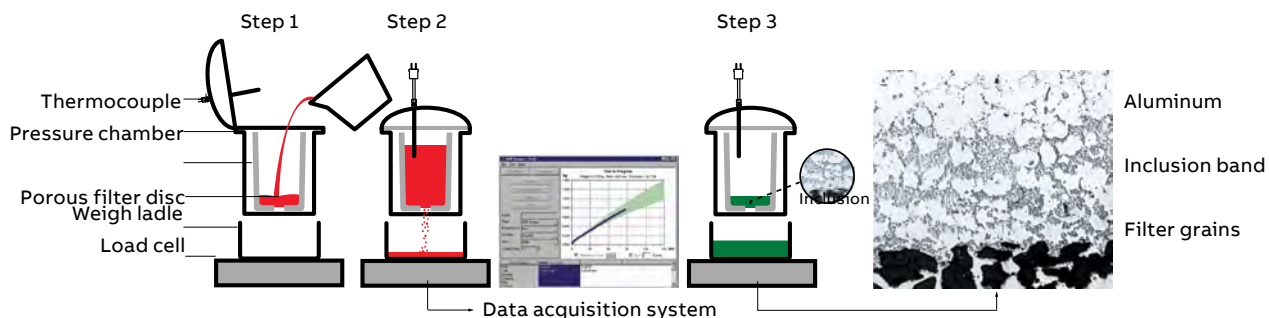 Step 1
Step 2
Step 3
Thermocouple
Pressure chamber
Porous filter disc
Weigh ladle
Load cell
Inclusion
Aluminum
Inclusion band
Filter grains
Data acquisition system